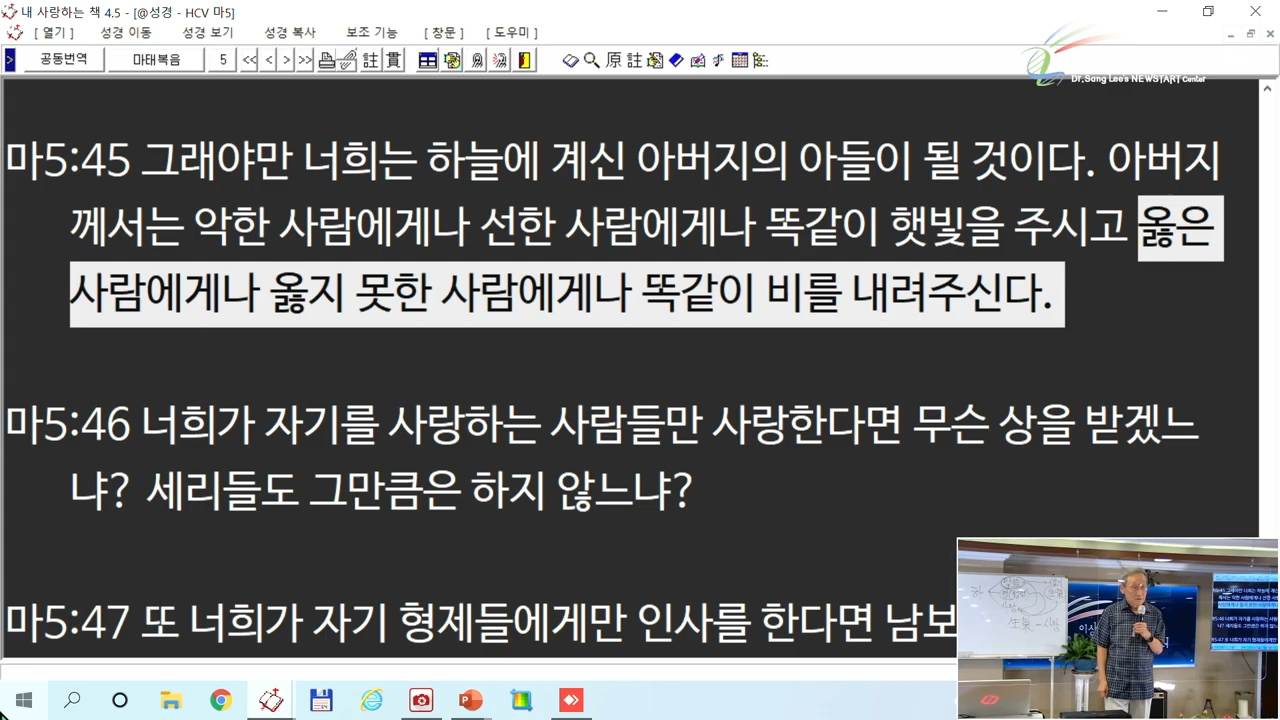 내 사랑하는 책 4.5 - [@성경 - HCV 마5]
[ 열기 ] 성경 이동 성경 보기 성경 복사 보조 기능 [ 창문 ] [ 도우미 ]
> 공동번역 마태복음 5 << < > >> 註 貫 原 註
Dr.Sang Lee's NEWSTART Center
마5:45 그래야만 너희는 하늘에 계신 아버지의 아들이 될 것이다. 아버지
께서는 악한 사람에게나 선한 사람에게나 똑같이 햇빛을 주시고 옳은
사람에게나 옳지 못한 사람에게나 똑같이 비를 내려주신다.
마5:46 너희가 자기를 사랑하는 사람들만 사랑한다면 무슨 상을 받겠느
냐? 세리들도 그만큼은 하지 않느냐?
마5:47 또 너희가 자기 형제들에게만 인사를 한다면 남보